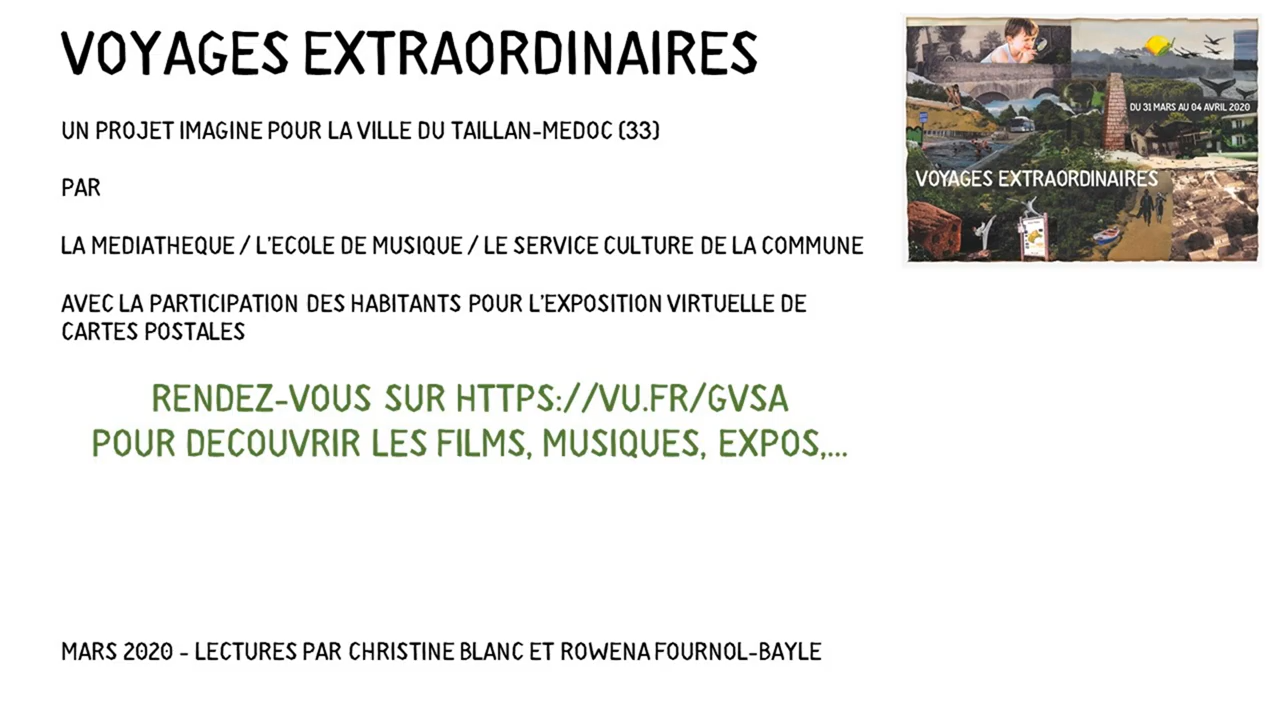 VOYAGES EXTRAORDINAIRES
UN PROJET IMAGINE POUR LA VILLE DU TAILLAN-MEDOC (33)
PAR
LA MEDIATHEQUE / L'ECOLE DE MUSIQUE / LE SERVICE CULTURE DE LA COMMUNE
AVEC LA PARTICIPATION DES HABITANTS POUR L'EXPOSITION VIRTUELLE DE
CARTES POSTALES
RENDEZ-VOUS SUR HTTPS://VU.FR/GVSA
POUR DECOUVRIR LES FILMS, MUSIQUES, EXPOS,...
MARS 2020 - LECTURES PAR CHRISTINE BLANC ET ROWENA FOURNOL-BAYLE
DU 31 MARS AU 04 AVRIL 2020
VOYAGES EXTRAORDINAIRES